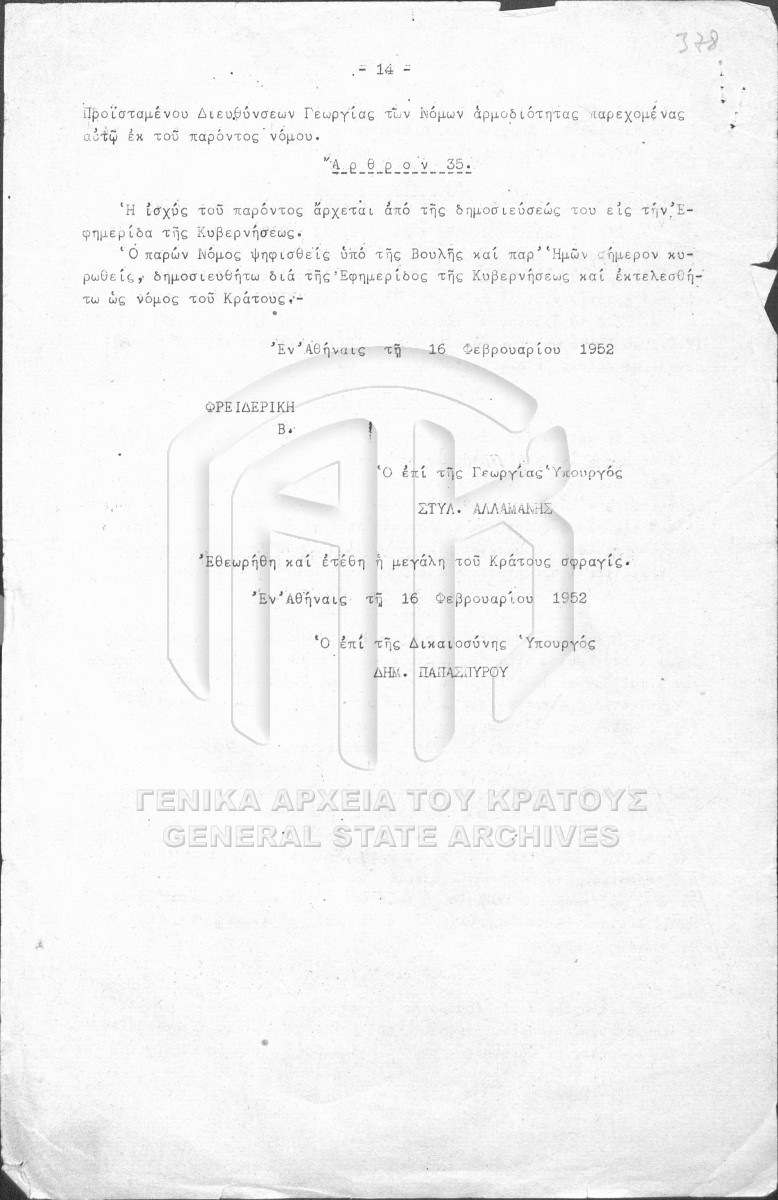 378
- 14 -
Προϊσταμένου Διευθύνσεων Γεωργίας τῶν Νόμων ἁρμοδιότητας παρεχομένας
αὐτῷ ἐκ τοῦ παρόντος νόμου.
"Α ρ θ ρ ο ν 35.
Ἡ ἰσχύς τοῦ παρόντος ἄρχεται ἀπό τῆς δημοσιεύσεώς του εἰς τήν Ἐ-
φημερίδα τῆς Κυβερνήσεως.
Ὁ παρών Νόμος ψηφισθείς ὑπό τῆς Βουλῆς καί παρ' Ἡμῶν σήμερον κυ-
ρωθείς, δημοσιευθήτω διά τῆς Ἐφημερίδος τῆς Κυβερνήσεως καί ἐκτελεσθή-
τω ὡς νόμος τοῦ Κράτους.-
Ἐν Ἀθήναις τῇ 16 Φεβρουαρίου 1952
ΦΡΕΙΔΕΡΙΚΗ
Β.
Ὁ ἐπί τῆς Γεωργίας Ὑπουργός
ΣΤΥΛ. ΑΛΛΑΜΑΝΗΣ
Ἐθεωρήθη καί ἐτέθη ἡ μεγάλη τοῦ Κράτους σφραγίς.
Ἐν Ἀθήναις τῇ 16 Φεβρουαρίου 1952
Ὁ ἐπί τῆς Δικαιοσύνης Ὑπουργός
ΔΗΜ. ΠΑΠΑΣΠΥΡΟΥ
ΓΑΚ
ΓΕΝΙΚΑ ΑΡΧΕΙΑ ΤΟΥ ΚΡΑΤΟΥΣ
GENERAL STATE ARCHIVES